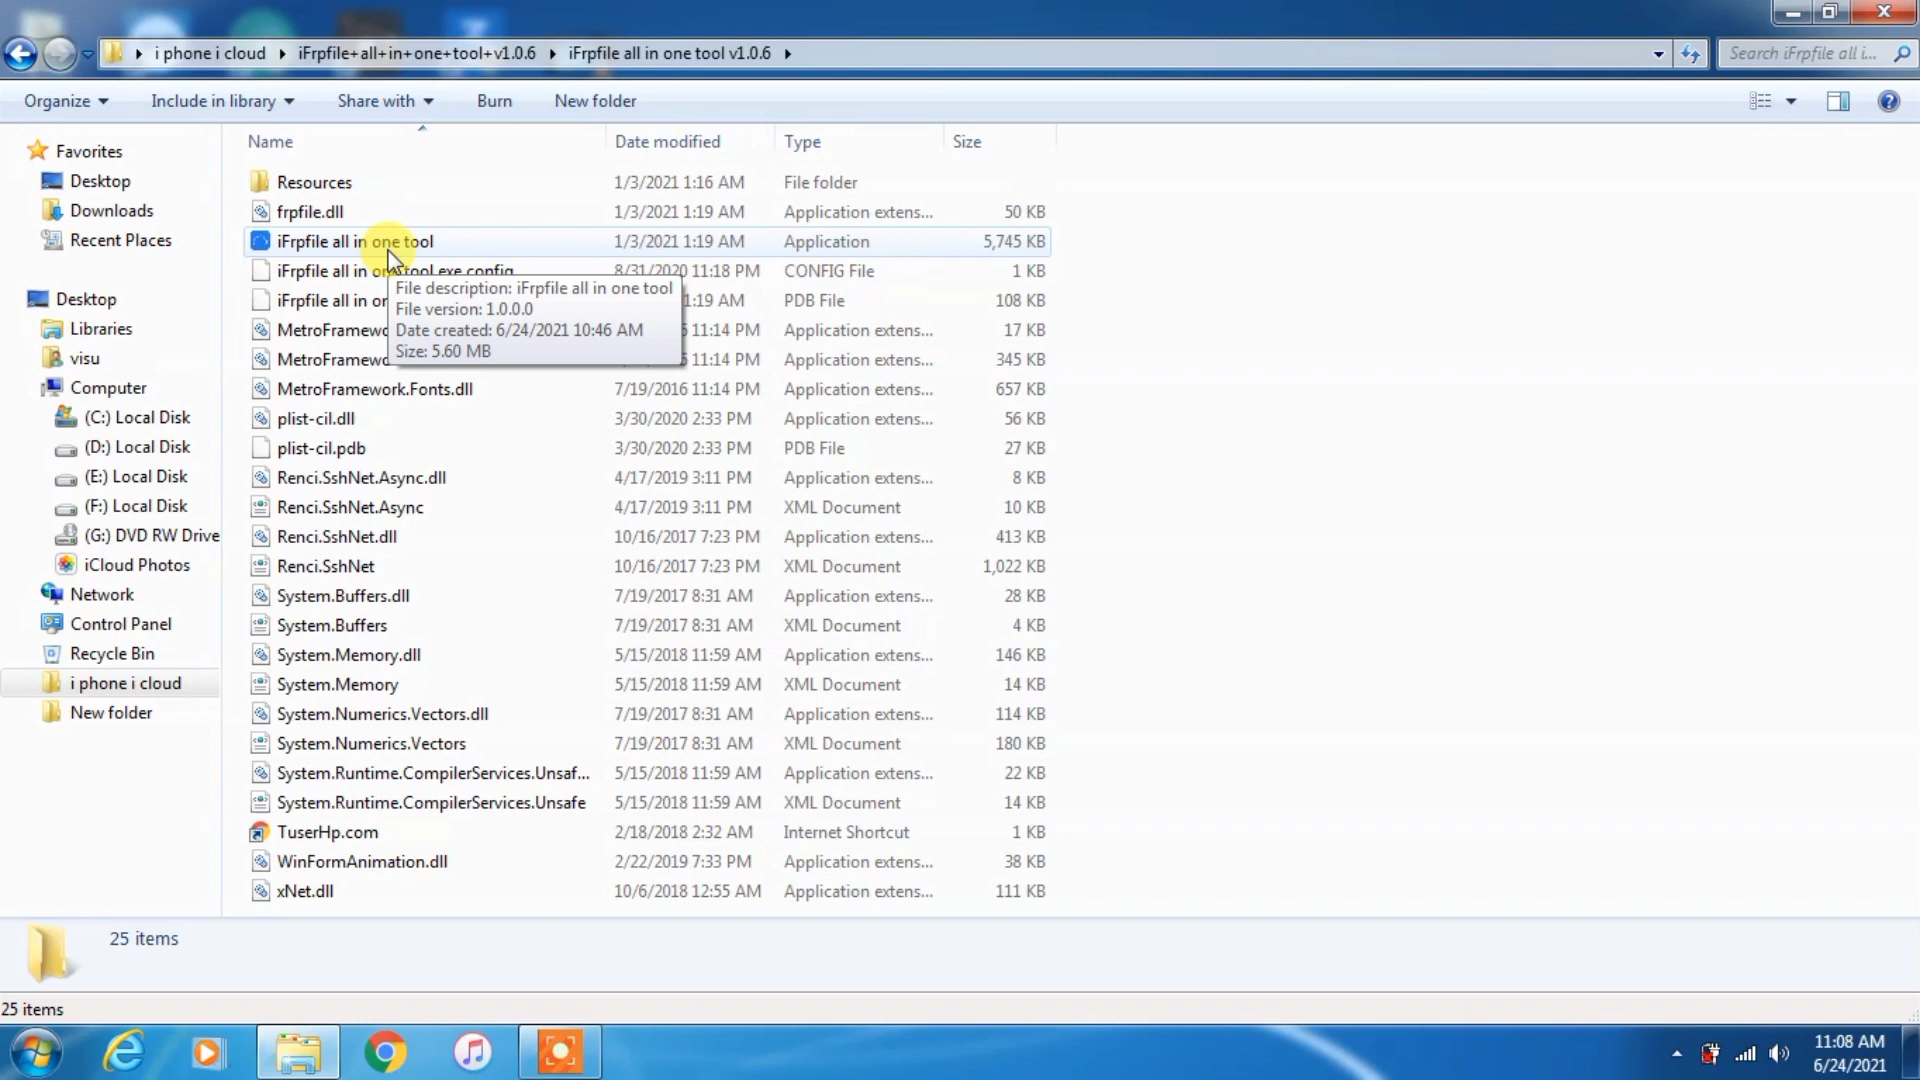 i phone i cloud
iFrpfile+all+in+one+tool+v1.0.6
iFrpfile all in one tool v1.0.6
Search iFrpfile all i...
Organize
Include in library
Share with
Burn
New folder
Name
Date modified
Type
Size
Favorites
Desktop
Downloads
Recent Places
Desktop
Libraries
visu
Computer
(C:) Local Disk
(D:) Local Disk
(E:) Local Disk
(F:) Local Disk
(G:) DVD RW Drive
iCloud Photos
Network
Control Panel
Recycle Bin
i phone i cloud
New folder
Resources 1/3/2021 1:16 AM File folder
frpfile.dll 1/3/2021 1:19 AM Application extens... 50 KB
iFrpfile all in one tool 1/3/2021 1:19 AM Application 5,745 KB
iFrpfile all in one tool.exe.config 8/31/2020 11:18 PM CONFIG File 1 KB
iFrpfile all in 1:19 AM PDB File 108 KB
11:14 PM Application extens... 17 KB
11:14 PM Application extens... 345 KB
File description: iFrpfile all in one tool
File version: 1.0.0.0
Date created: 6/24/2021 10:46 AM
Size: 5.60 MB
MetroFramework.Fonts.dll 7/19/2016 11:14 PM Application extens... 657 KB
plist-cil.dll 3/30/2020 2:33 PM Application extens... 56 KB
plist-cil.pdb 3/30/2020 2:33 PM PDB File 27 KB
Renci.SshNet.Async.dll 4/17/2019 3:11 PM Application extens... 8 KB
Renci.SshNet.Async 4/17/2019 3:11 PM XML Document 10 KB
Renci.SshNet.dll 10/16/2017 7:23 PM Application extens... 413 KB
Renci.SshNet 10/16/2017 7:23 PM XML Document 1,022 KB
System.Buffers.dll 7/19/2017 8:31 AM Application extens... 28 KB
System.Buffers 7/19/2017 8:31 AM XML Document 4 KB
System.Memory.dll 5/15/2018 11:59 AM Application extens... 146 KB
System.Memory 5/15/2018 11:59 AM XML Document 14 KB
System.Numerics.Vectors.dll 7/19/2017 8:31 AM Application extens... 114 KB
System.Numerics.Vectors 7/19/2017 8:31 AM XML Document 180 KB
System.Runtime.CompilerServices.Unsaf... 5/15/2018 11:59 AM Application extens... 22 KB
System.Runtime.CompilerServices.Unsafe 5/15/2018 11:59 AM XML Document 14 KB
TuserHp.com 2/18/2018 2:32 AM Internet Shortcut 1 KB
WinFormAnimation.dll 2/22/2019 7:33 PM Application extens... 38 KB
xNet.dll 10/6/2018 12:55 AM Application extens... 111 KB
25 items
25 items
11:08 AM
6/24/2021